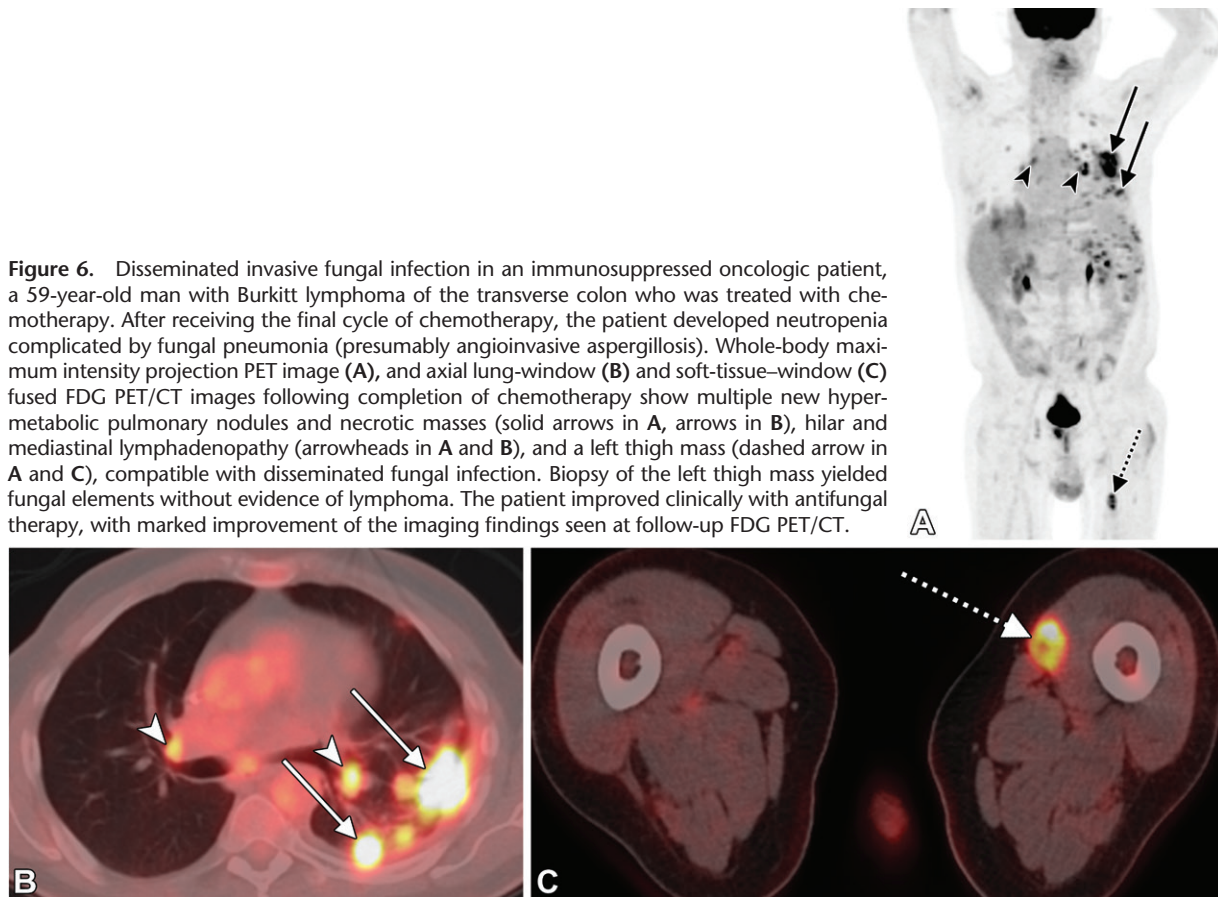 Figure 6. Disseminated invasive fungal infection in an immunosuppressed oncologic patient,
a 59-year-old man with Burkitt lymphoma of the transverse colon who was treated with che-
motherapy. After receiving the final cycle of chemotherapy, the patient developed neutropenia
complicated by fungal pneumonia (presumably angioinvasive aspergillosis). Whole-body maxi-
mum intensity projection PET image (A), and axial lung-window (B) and soft-tissue–window (C)
fused FDG PET/CT images following completion of chemotherapy show multiple new hyper-
metabolic pulmonary nodules and necrotic masses (solid arrows in A, arrows in B), hilar and
mediastinal lymphadenopathy (arrowheads in A and B), and a left thigh mass (dashed arrow in
A and C), compatible with disseminated fungal infection. Biopsy of the left thigh mass yielded
fungal elements without evidence of lymphoma. The patient improved clinically with antifungal
therapy, with marked improvement of the imaging findings seen at follow-up FDG PET/CT.
A
B
C